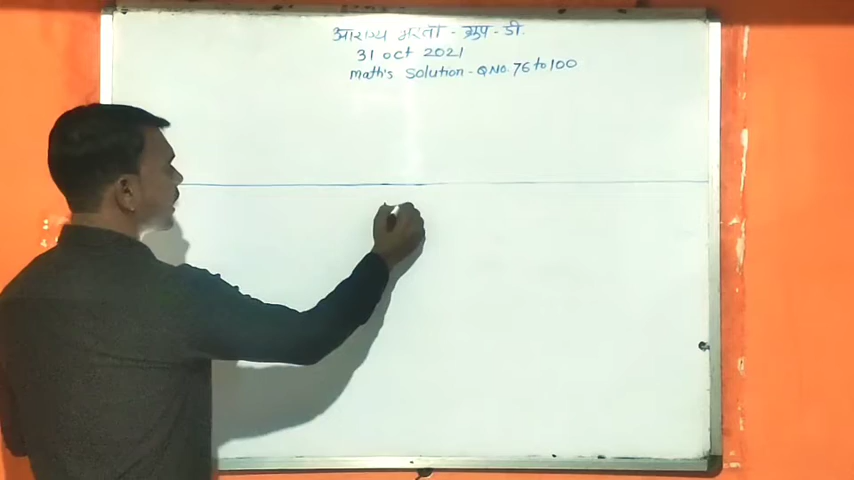 आरोग्य भरती - ग्रुप - डी.
31 oct 2021
math's Solution - Q.No. 76 to 100